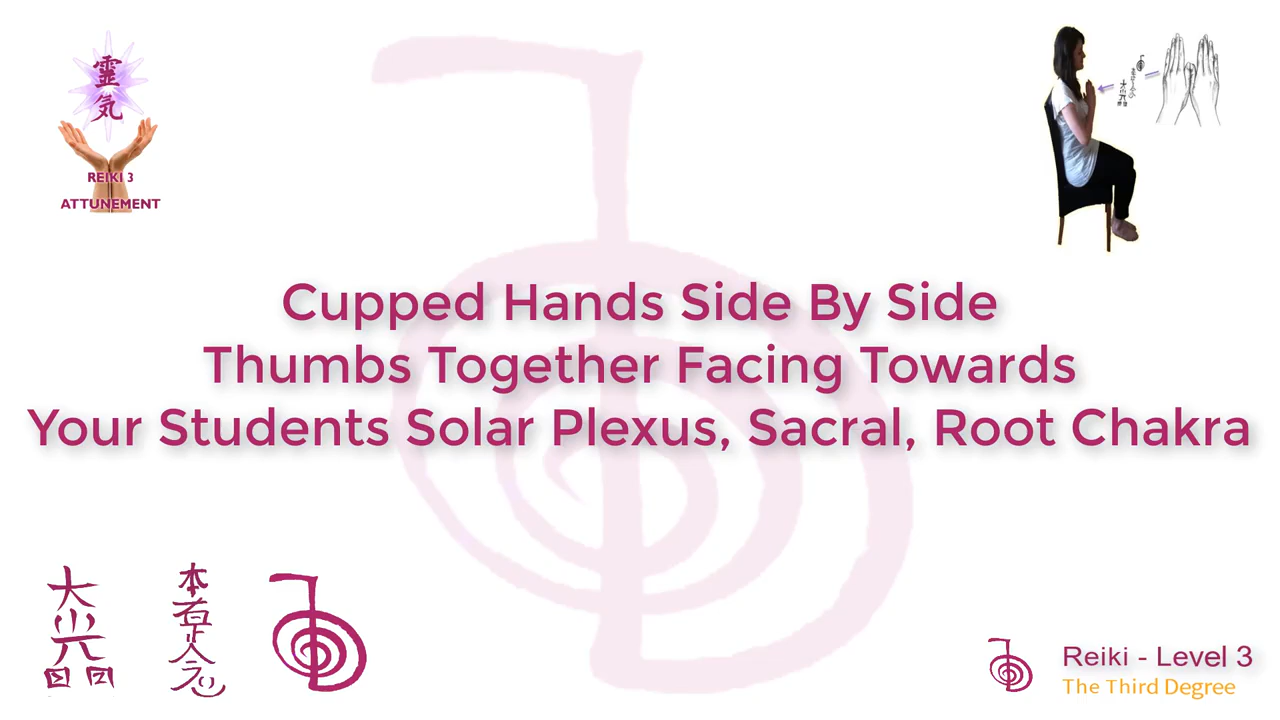 靈
気
REIKI 3
ATTUNEMENT
Cupped Hands Side By Side
Thumbs Together Facing Towards
Your Students Solar Plexus, Sacral, Root Chakra
Reiki - Level 3
The Third Degree